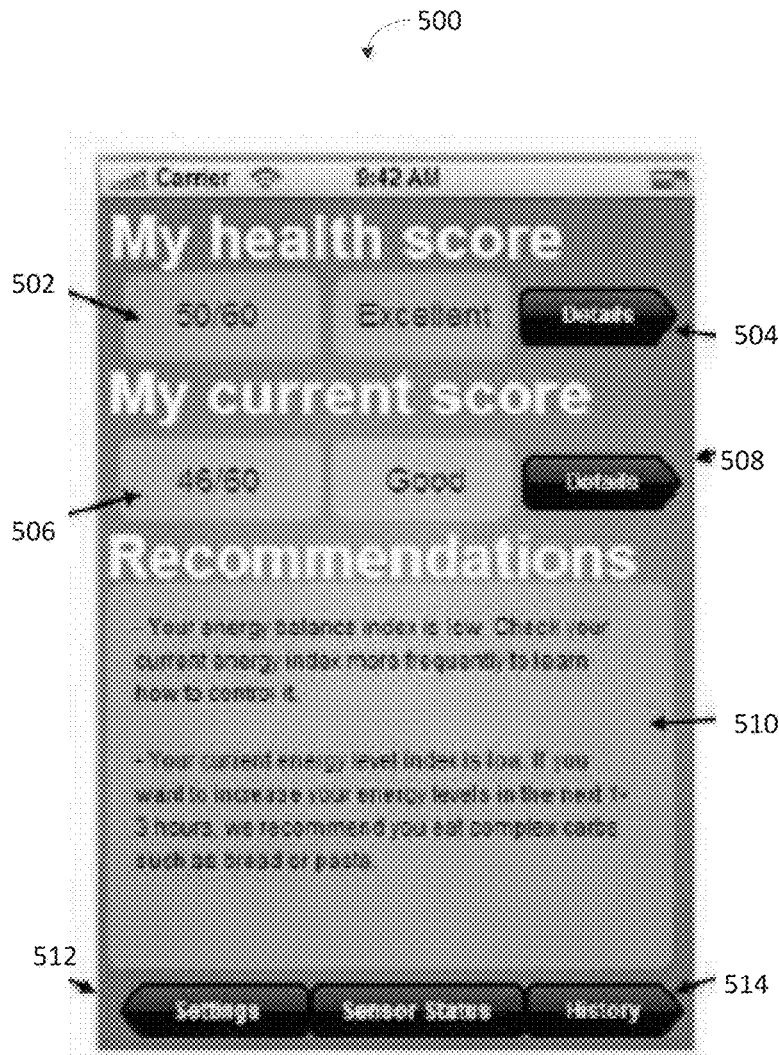 500
Carrier 9:42 AM
My health score
502
50/60 Excellent Details
504
My current score
508
46/60 Good Details
506
Recommendations
- Your energy balance index is low. Check your
current energy index more frequently to learn
how to control it.
510
- Your current energy level index is low. If you
want to increase your energy levels in the next 1-
3 hours, we recommend you eat complex carbs
such as bread or pasta.
512
514
Settings Sensor Status History